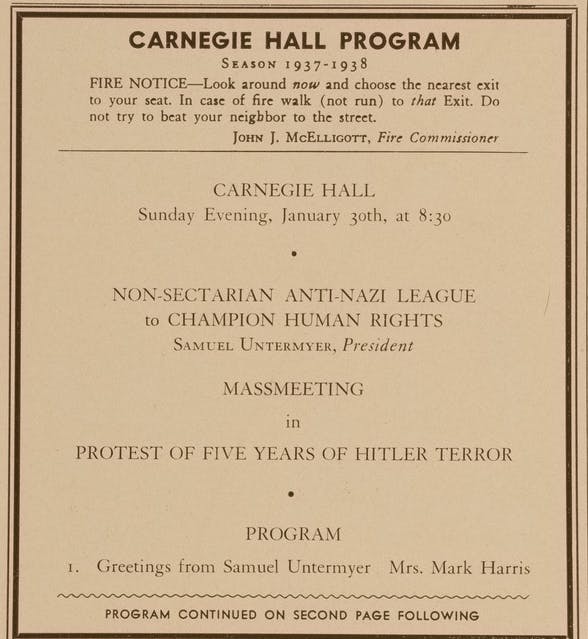 CARNEGIE HALL PROGRAM
SEASON 1937-1938
FIRE NOTICE—Look around now and choose the nearest exit
to your seat. In case of fire walk (not run) to that Exit. Do
not try to beat your neighbor to the street.
JOHN J. MCELLIGOTT, Fire Commissioner
CARNEGIE HALL
Sunday Evening, January 30th, at 8:30
NON-SECTARIAN ANTI-NAZI LEAGUE
to CHAMPION HUMAN RIGHTS
SAMUEL UNTERMYER, President
MASSMEETING
in
PROTEST OF FIVE YEARS OF HITLER TERROR
PROGRAM
1. Greetings from Samuel Untermyer Mrs. Mark Harris
PROGRAM CONTINUED ON SECOND PAGE FOLLOWING